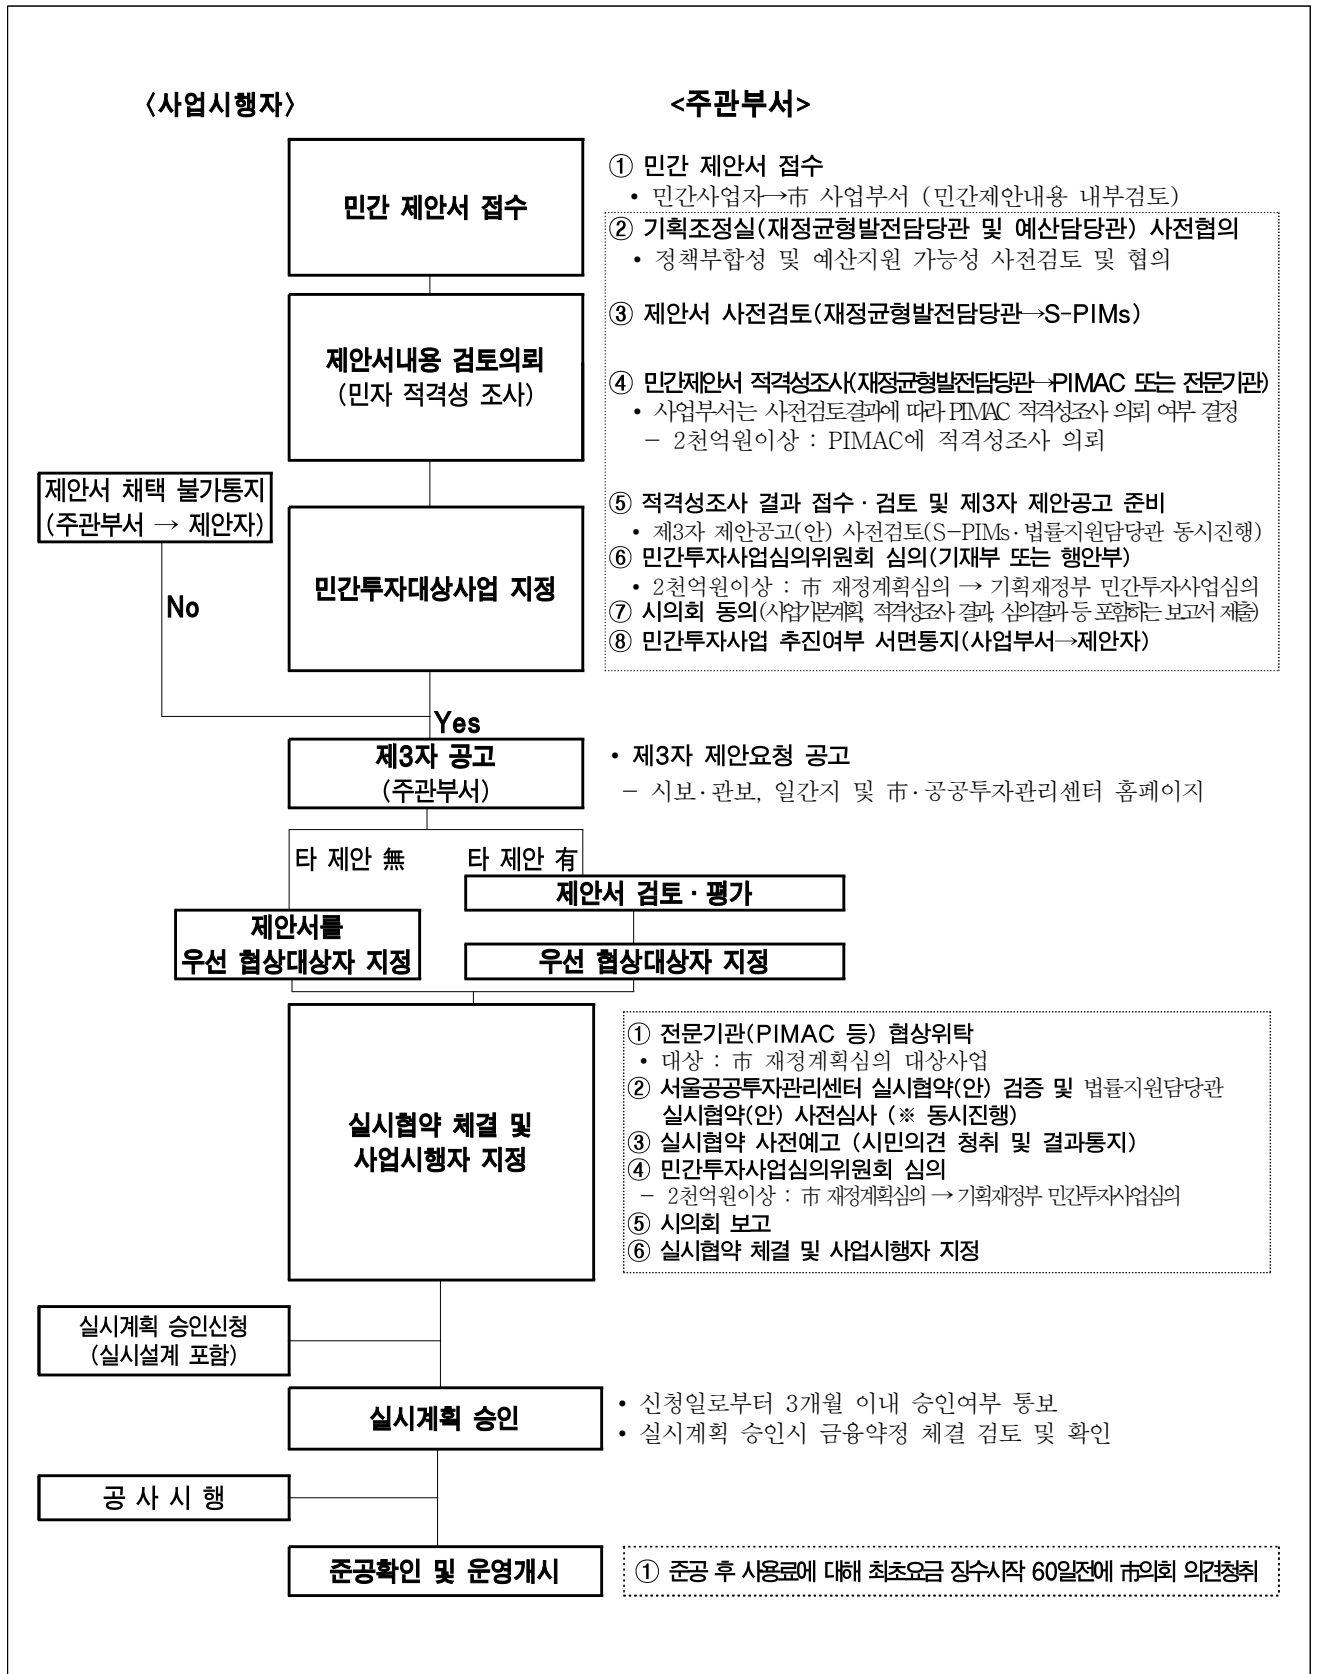 〈사업시행자〉
<주관부서>
민간 제안서 접수
① 민간 제안서 접수
• 민간사업자→市 사업부서 (민간제안내용 내부검토)
② 기획조정실(재정균형발전담당관 및 예산담당관) 사전협의
• 정책부합성 및 예산지원 가능성 사전검토 및 협의
제안서내용 검토의뢰
(민자 적격성 조사)
③ 제안서 사전검토(재정균형발전담당관→S-PIMs)
④ 민간제안서 적격성조사(재정균형발전담당관→PIMAC 또는 전문기관)
• 사업부서는 사전검토결과에 따라 PIMAC 적격성조사 의뢰 여부 결정
- 2천억원이상 : PIMAC에 적격성조사 의뢰
제안서 채택 불가통지
(주관부서 → 제안자)
No
민간투자대상사업 지정
⑤ 적격성조사 결과 접수·검토 및 제3자 제안공고 준비
• 제3자 제안공고(안) 사전검토(S-PIMs·법률지원담당관 동시진행)
⑥ 민간투자사업심의위원회 심의(기재부 또는 행안부)
• 2천억원이상 : 市 재정계획심의 → 기획재정부 민간투자사업심의
⑦ 시의회 동의(사업기본계획, 적격성조사 결과, 심의결과 등 포함하는 보고서 제출)
⑧ 민간투자사업 추진여부 서면통지(사업부서→제안자)
Yes
제3자 공고
(주관부서)
• 제3자 제안요청 공고
- 시보·관보, 일간지 및 市·공공투자관리센터 홈페이지
타 제안 無
타 제안 有
제안서 검토·평가
제안서를
우선 협상대상자 지정
우선 협상대상자 지정
실시협약 체결 및
사업시행자 지정
① 전문기관(PIMAC 등) 협상위탁
• 대상 : 市 재정계획심의 대상사업
② 서울공공투자관리센터 실시협약(안) 검증 및 법률지원담당관
실시협약(안) 사전심사 (※ 동시진행)
③ 실시협약 사전예고 (시민의견 청취 및 결과통지)
④ 민간투자사업심의위원회 심의
- 2천억원이상 : 市 재정계획심의 → 기획재정부 민간투자사업심의
⑤ 시의회 보고
⑥ 실시협약 체결 및 사업시행자 지정
실시계획 승인신청
(실시설계 포함)
실시계획 승인
• 신청일로부터 3개월 이내 승인여부 통보
• 실시계획 승인시 금융약정 체결 검토 및 확인
공 사 시 행
준공확인 및 운영개시
① 준공 후 사용료에 대해 최초요금 징수시작 60일전에 市의회 의견청취